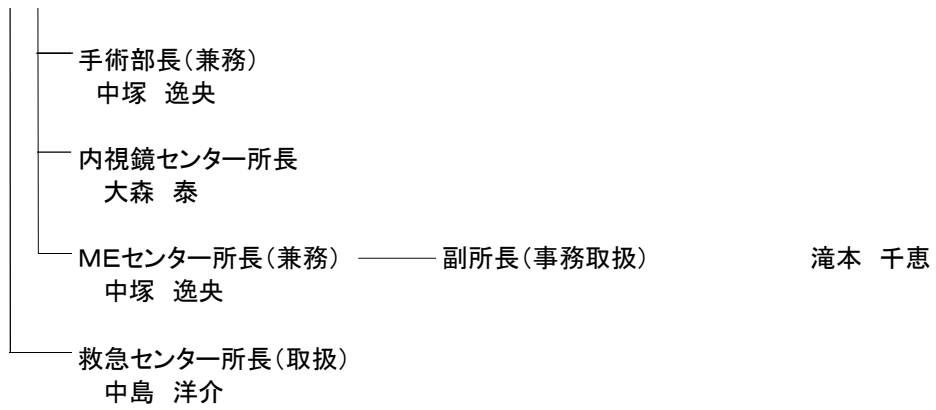 手術部長（兼務）
中塚 逸央
内視鏡センター所長
大森 泰
MEセンター所長（兼務） 副所長（事務取扱） 滝本 千恵
中塚 逸央
救急センター所長（取扱）
中島 洋介